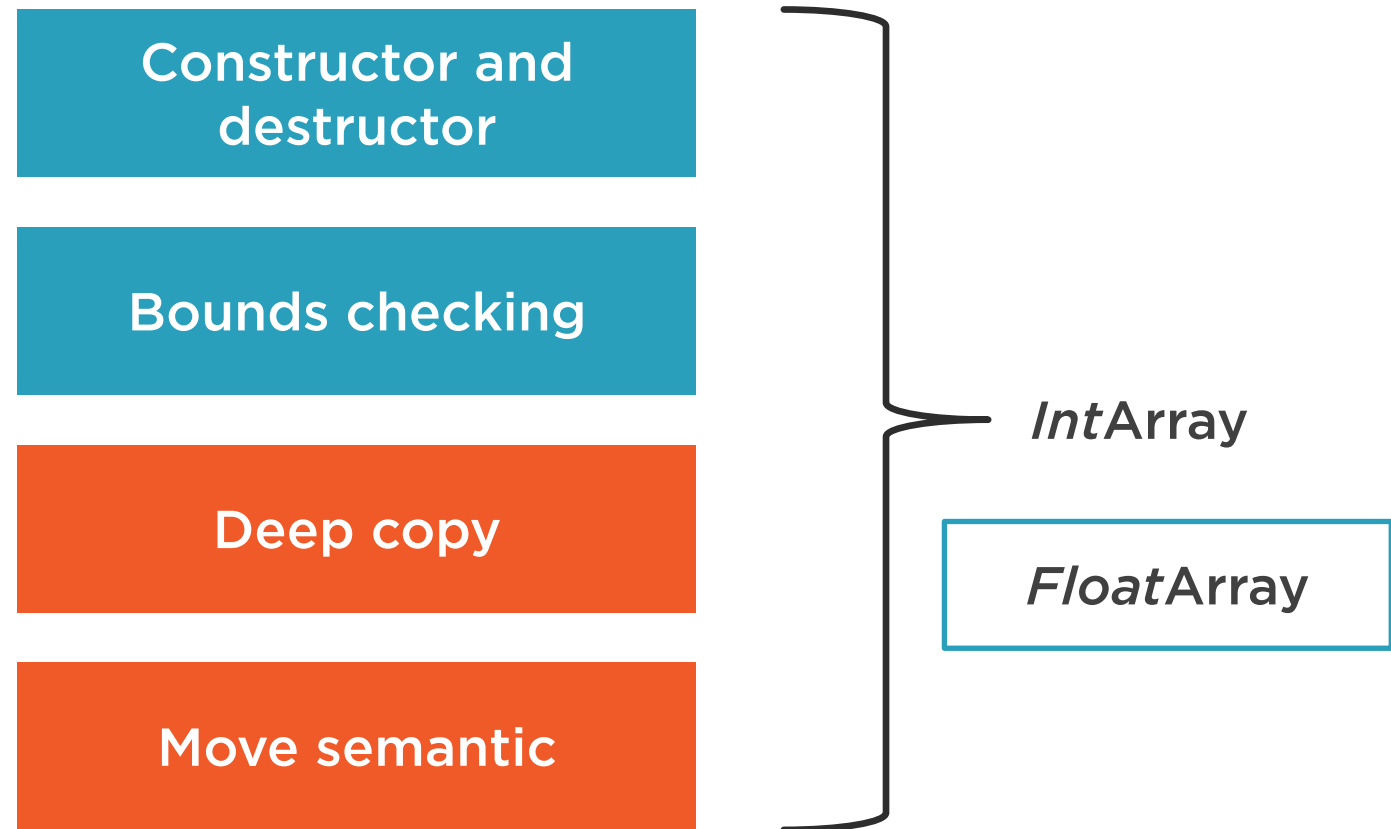 Constructor and
destructor
Bounds checking
Deep copy
Move semantic
IntArray
FloatArray